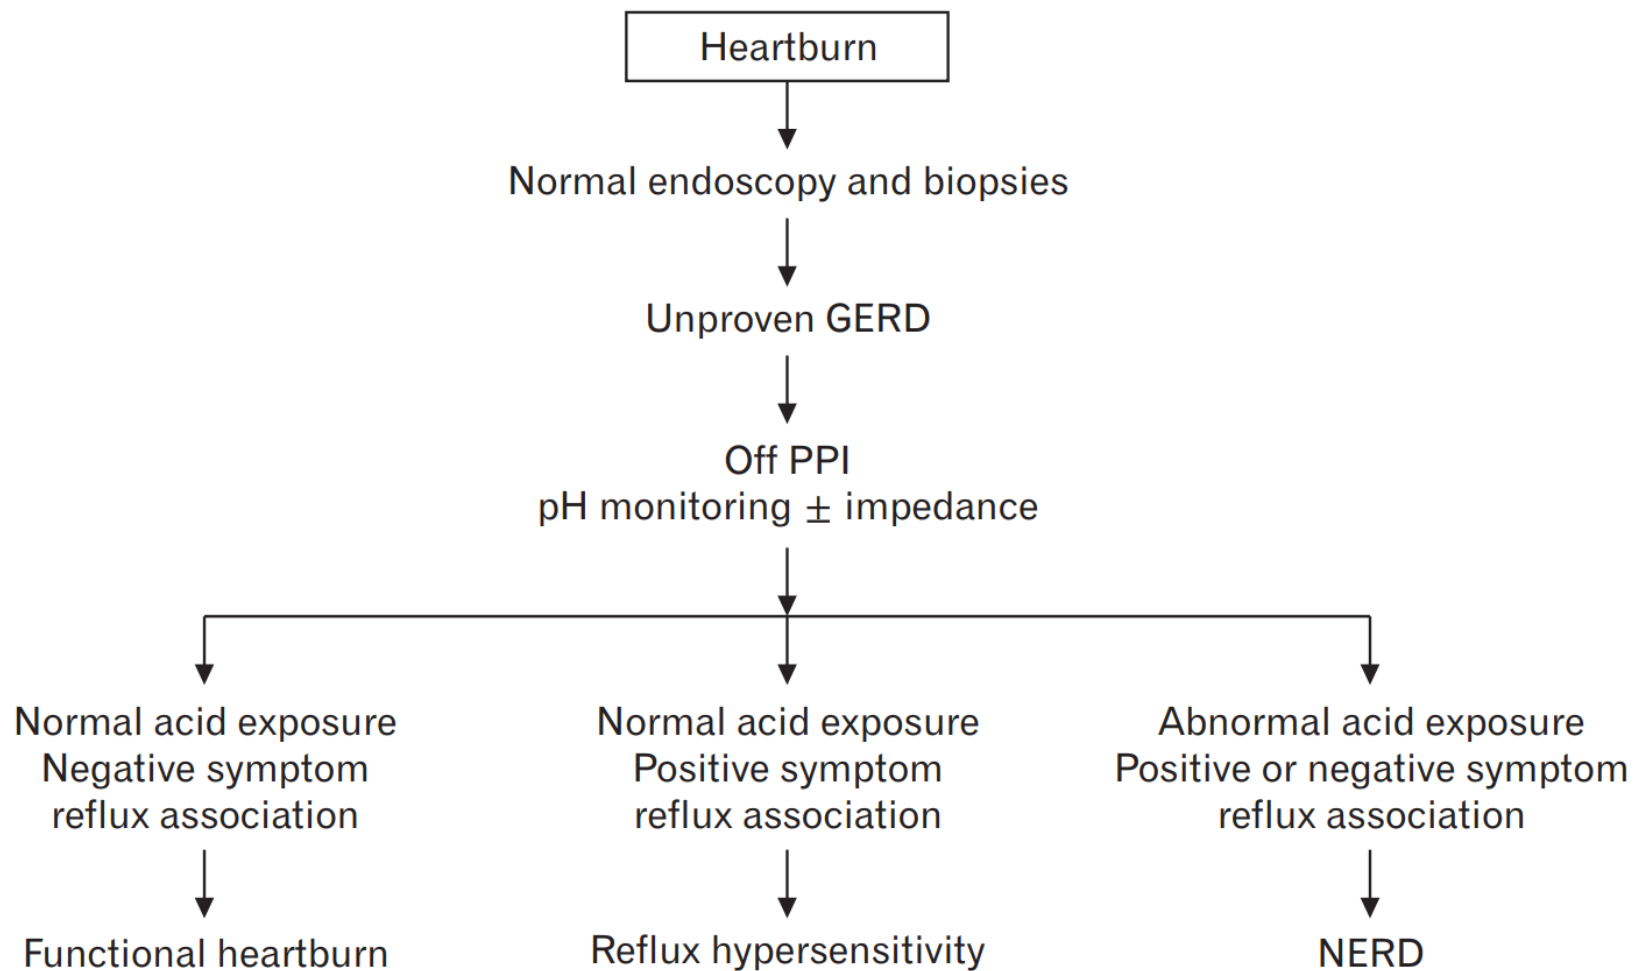 Heartburn
Normal endoscopy and biopsies
Unproven GERD
Off PPI
pH monitoring ± impedance
Normal acid exposure
Negative symptom
reflux association
Normal acid exposure
Positive symptom
reflux association
Abnormal acid exposure
Positive or negative symptom
reflux association
Functional heartburn
Reflux hypersensitivity
NERD